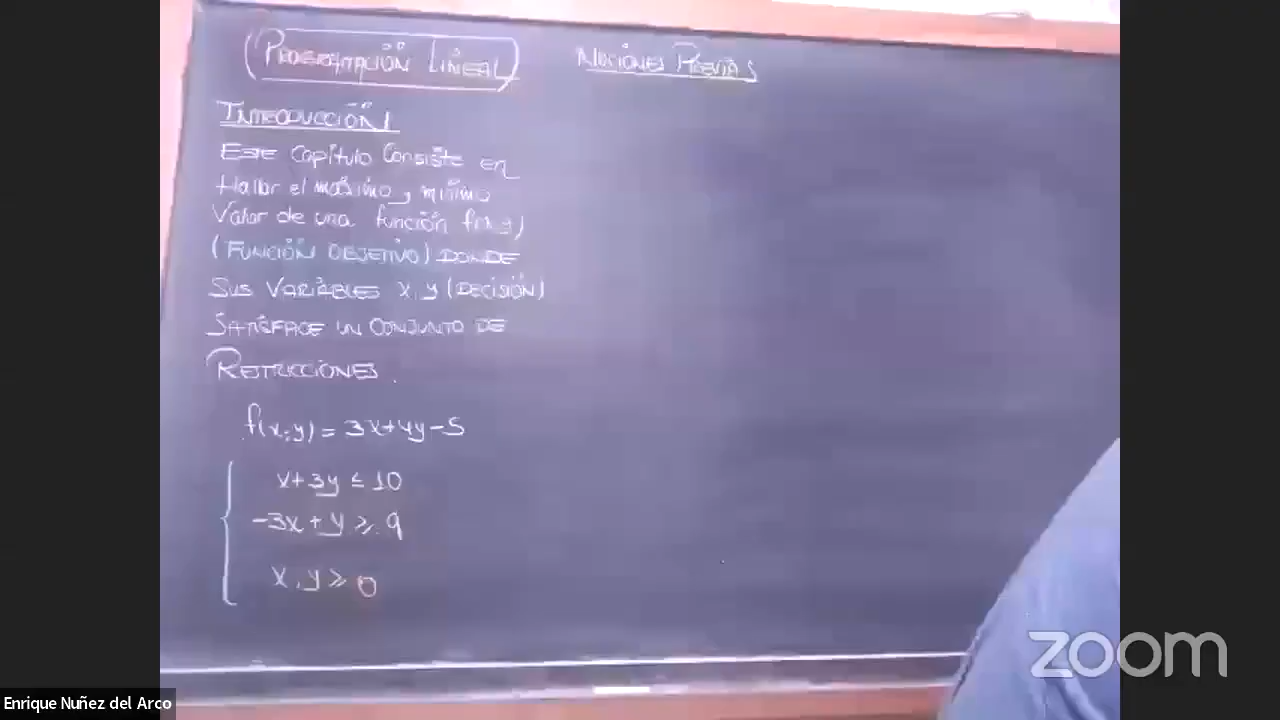 PROGRAMACIÓN LINEAL
INTRODUCCIÓN
ESTE CAPÍTULO CONSISTE EN
Hallar el máximo y mínimo
Valor de una función f(x,y)
(FUNCIÓN OBJETIVO) DONDE
SUS VARIABLES X, Y (DECISIÓN)
SATISFACE UN CONJUNTO DE
RESTRICCIONES.
f(x,y) = 3x+4y-5
x+3y ≤ 10
-3x+y ≥ 9
x, y ≥ 0
NOCIONES PREVIAS
zoom
Enrique Nuñez del Arco